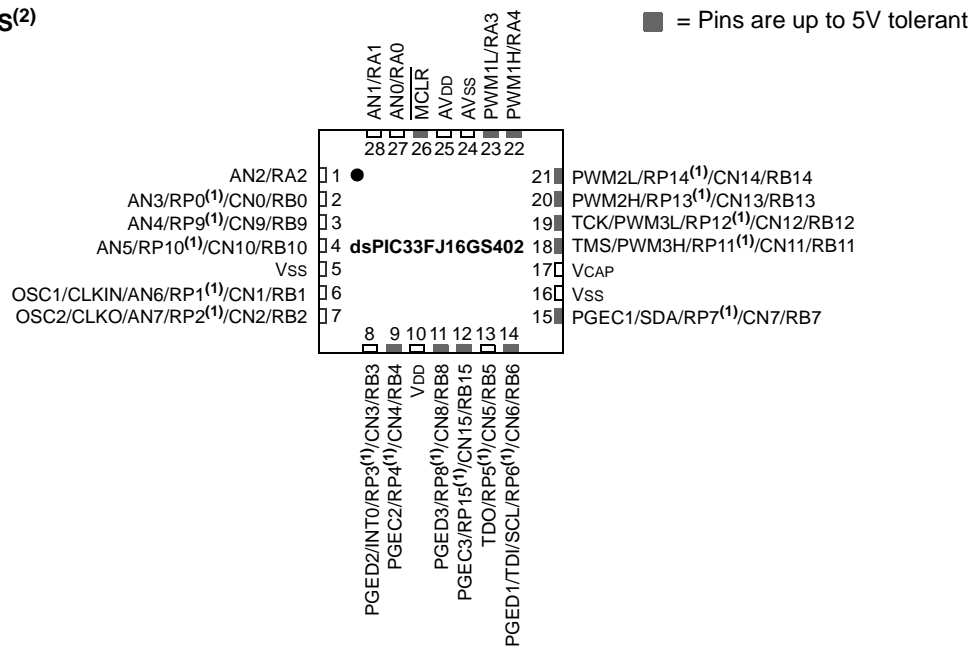 S(2)
= Pins are up to 5V tolerant
AN1/RA1
AN0/RA0
MCLR
AVDD
AVSS
PWM1L/RA3
PWM1H/RA4
28 27 26 25 24 23 22
AN2/RA2 1
AN3/RP0(1)/CN0/RB0 2
AN4/RP9(1)/CN9/RB9 3
AN5/RP10(1)/CN10/RB10 4
VSS 5
OSC1/CLKIN/AN6/RP1(1)/CN1/RB1 6
OSC2/CLKO/AN7/RP2(1)/CN2/RB2 7
dsPIC33FJ16GS402
21 PWM2L/RP14(1)/CN14/RB14
20 PWM2H/RP13(1)/CN13/RB13
19 TCK/PWM3L/RP12(1)/CN12/RB12
18 TMS/PWM3H/RP11(1)/CN11/RB11
17 VCAP
16 VSS
15 PGEC1/SDA/RP7(1)/CN7/RB7
8 9 10 11 12 13 14
PGED2/INT0/RP3(1)/CN3/RB3
PGEC2/RP4(1)/CN4/RB4
VDD
PGED3/RP8(1)/CN8/RB8
PGEC3/RP15(1)/CN15/RB15
TDO/RP5(1)/CN5/RB5
PGED1/TDI/SCL/RP6(1)/CN6/RB6